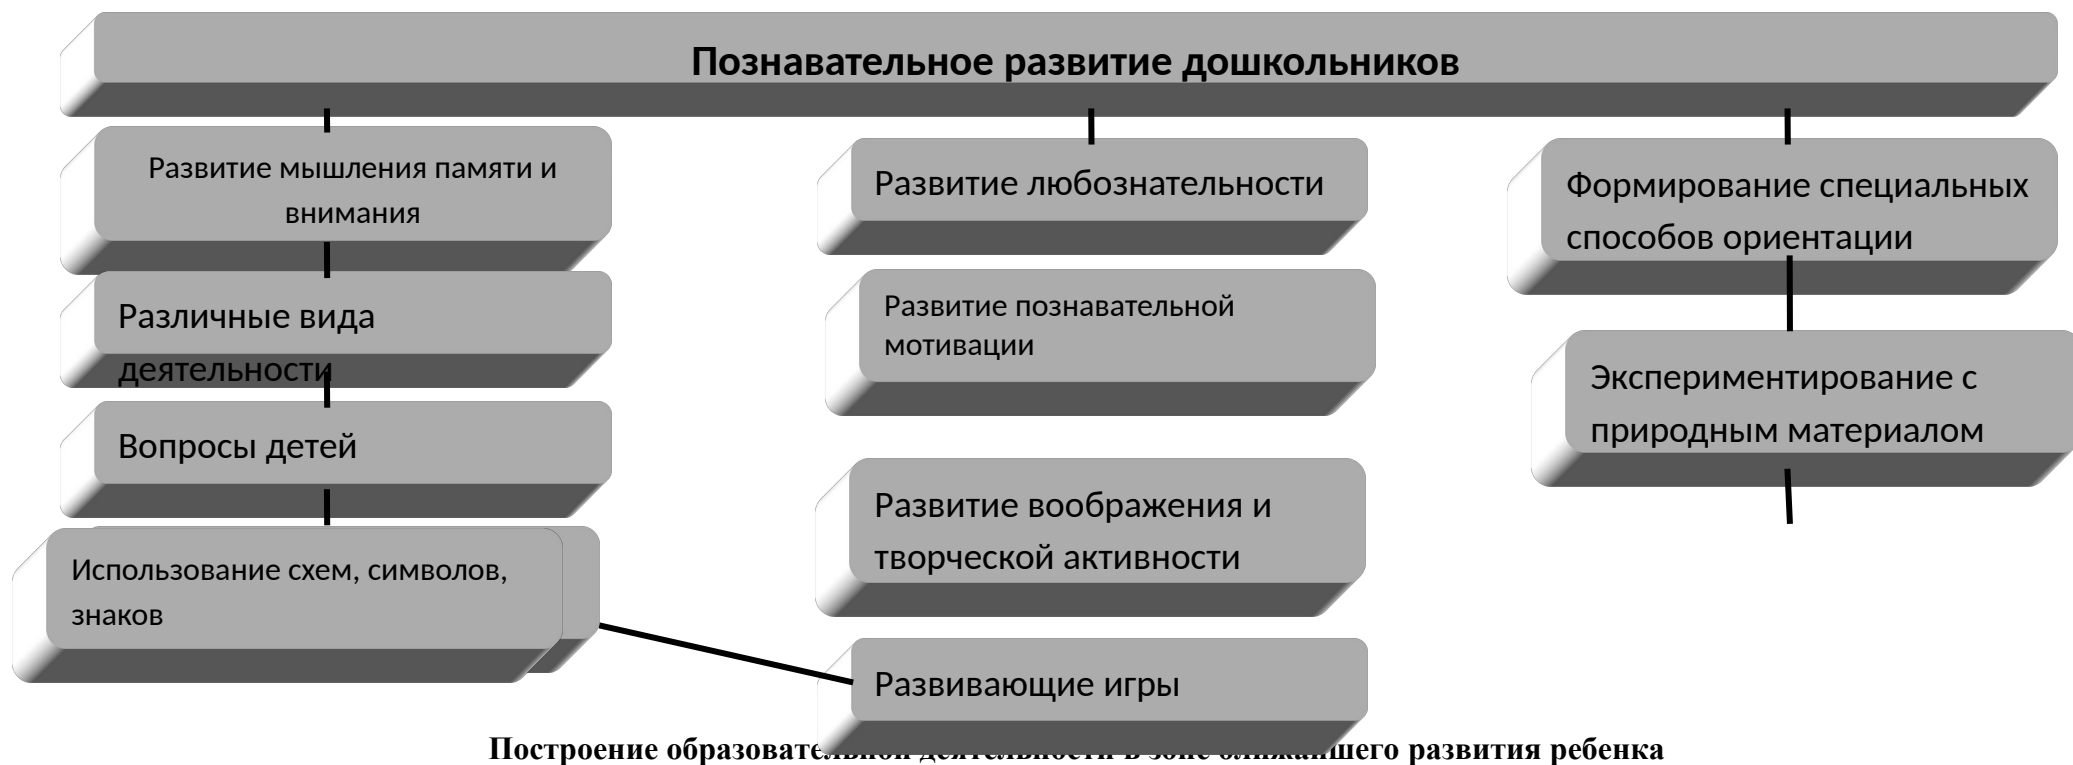 Познавательное развитие дошкольников
Развитие мышления памяти и
внимания
Различные вида
деятельности
Вопросы детей
Использование схем, символов,
знаков
Развитие любознательности
Развитие познавательной
мотивации
Развитие воображения и
творческой активности
Развивающие игры
Формирование специальных
способов ориентации
Экспериментирование с
природным материалом
Построение образовательной деятельности в зоне ближайшего развития ребенка